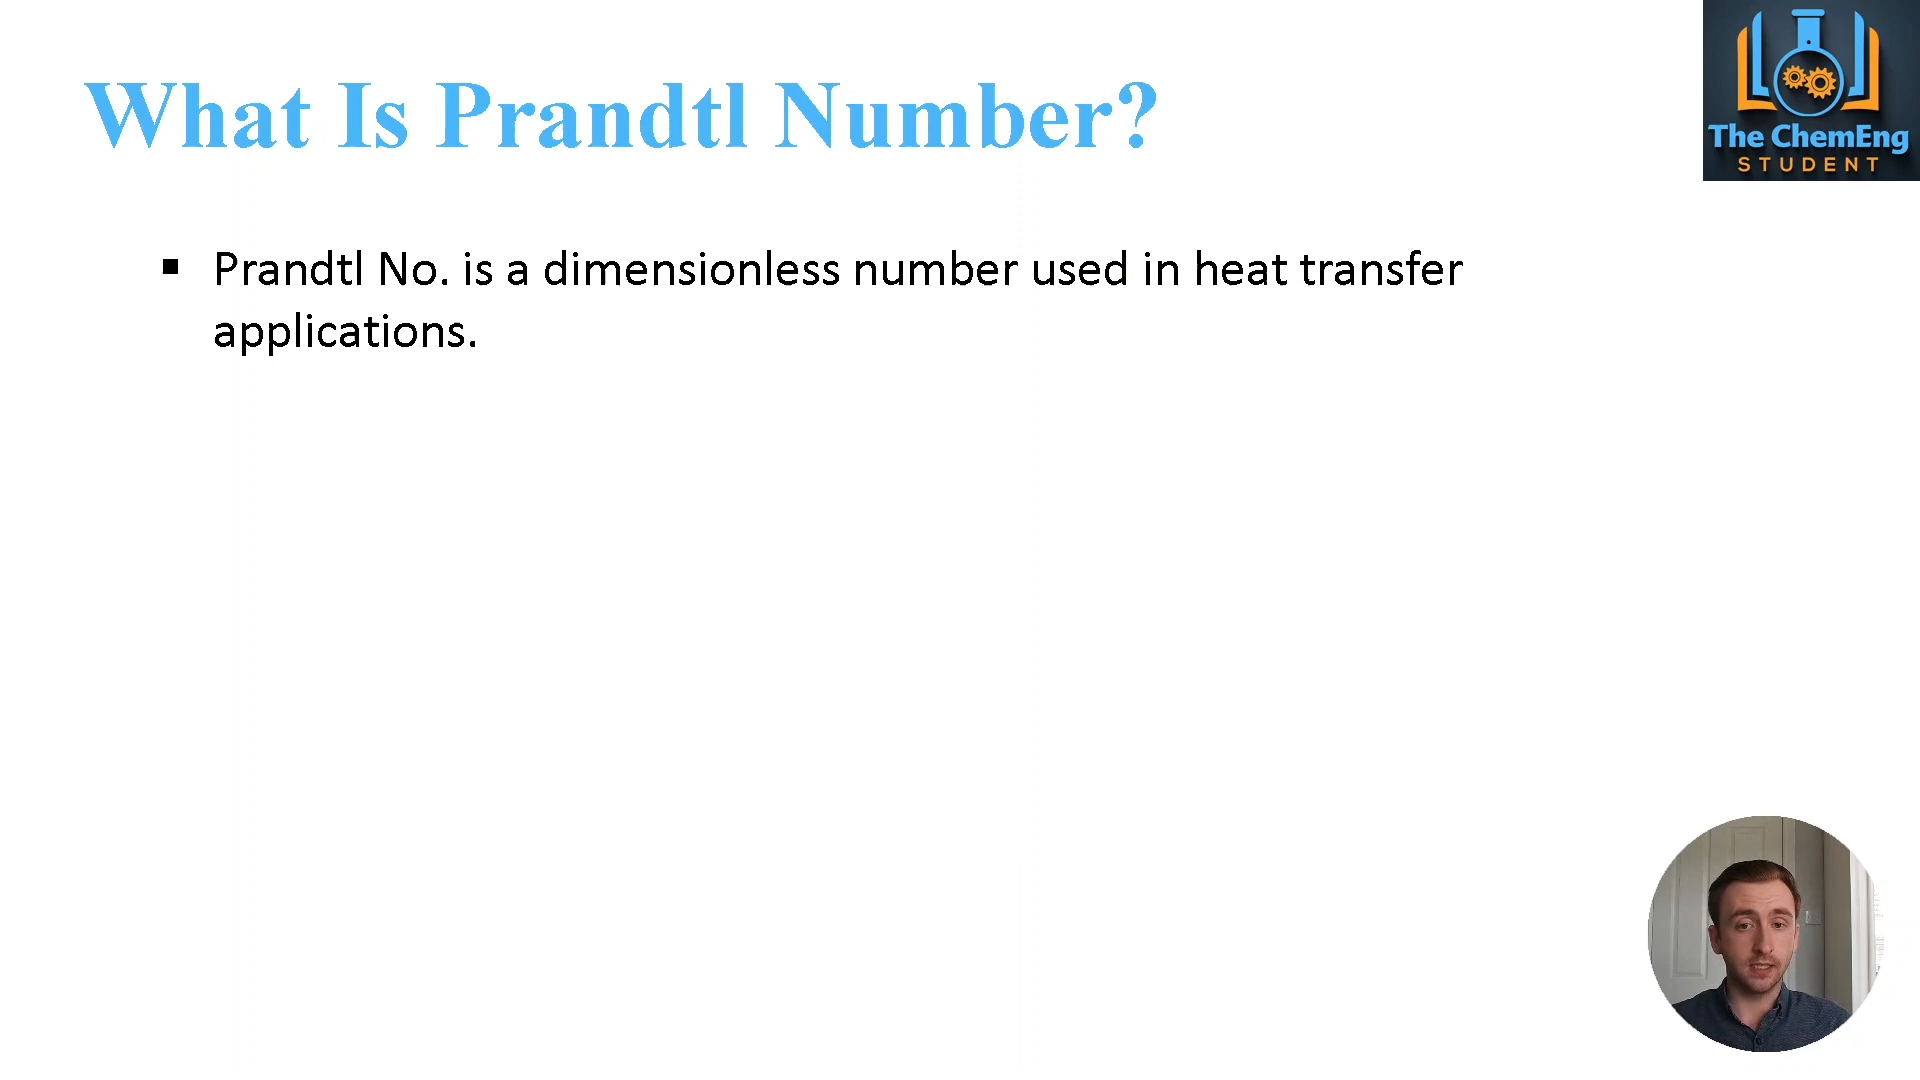 What Is Prandtl Number?
The ChemEng
STUDENT
▪ Prandtl No. is a dimensionless number used in heat transfer
applications.